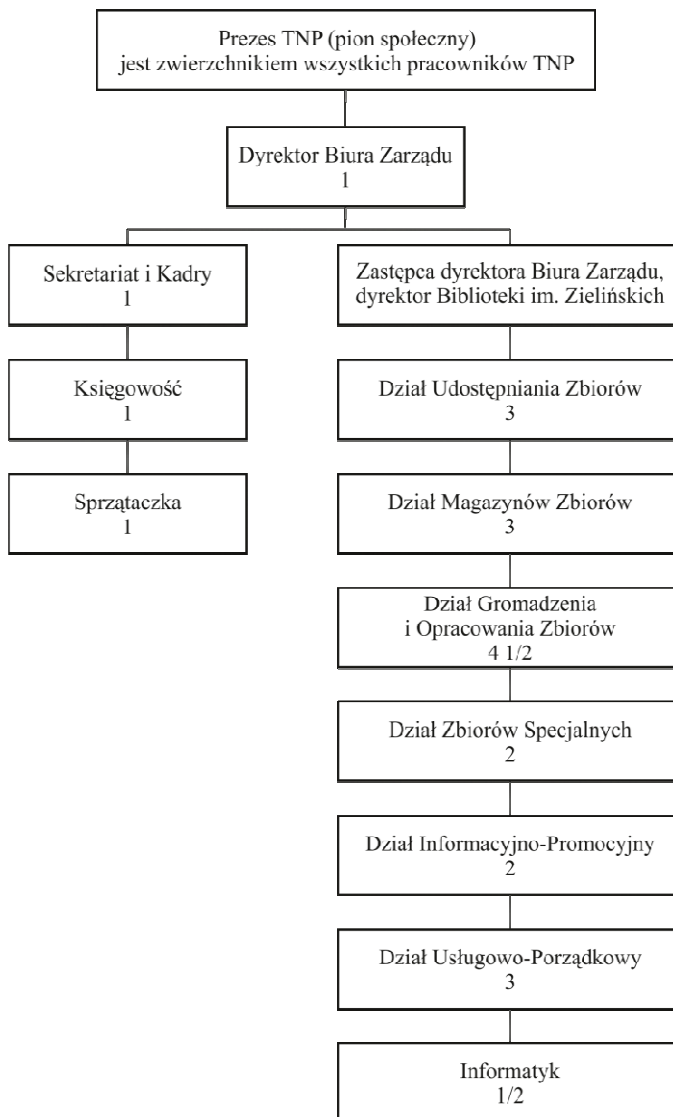 Prezes TNP (pion społeczny)
jest zwierzchnikiem wszystkich pracowników TNP
Dyrektor Biura Zarządu
1
Sekretariat i Kadry
1
Księgowość
1
Sprzątaczka
1
Zastępca dyrektora Biura Zarządu,
dyrektor Biblioteki im. Zielińskich
Dział Udostępniania Zbiorów
3
Dział Magazynów Zbiorów
3
Dział Gromadzenia
i Opracowania Zbiorów
4 1/2
Dział Zbiorów Specjalnych
2
Dział Informacyjno-Promocyjny
2
Dział Usługowo-Porządkowy
3
Informatyk
1/2